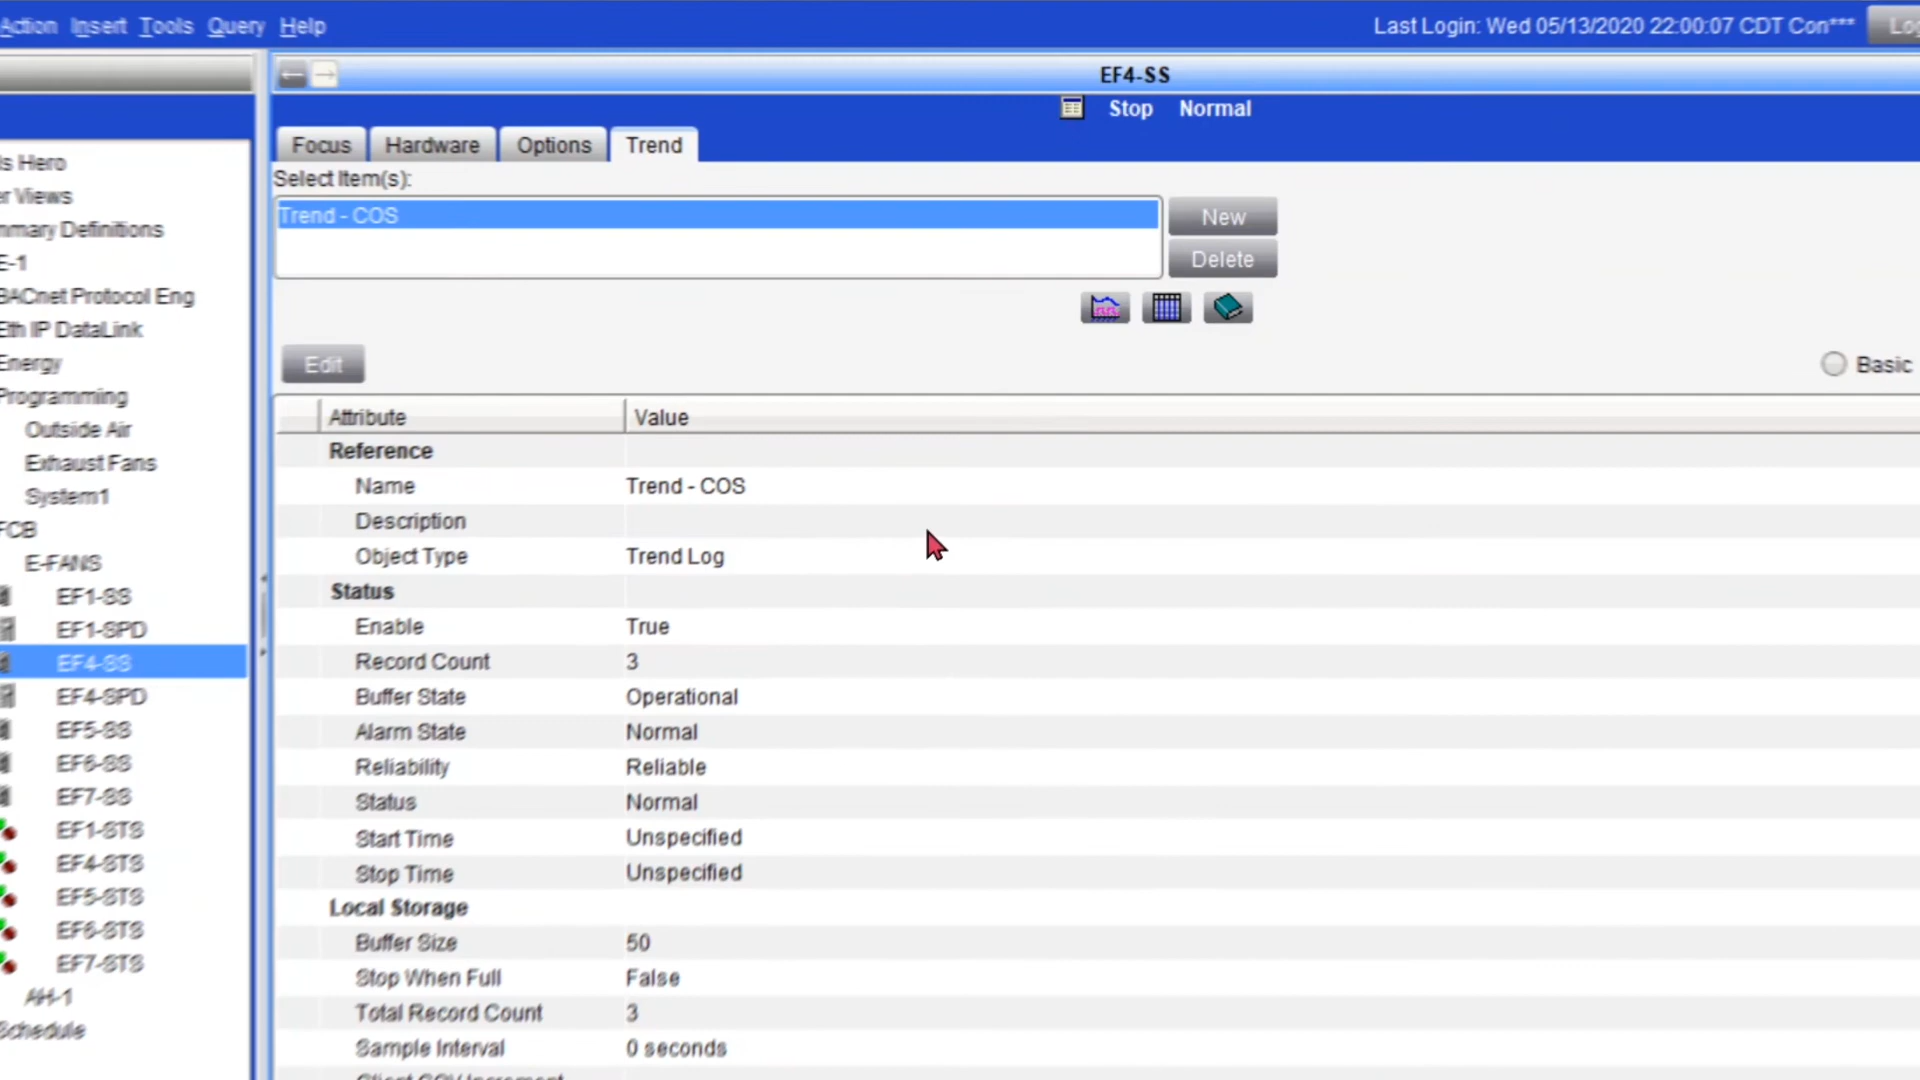 Action Insert Tools Query Help
Last Login: Wed 05/13/2020 22:00:07 CDT Con***
Log
EF4-SS
Stop Normal
Focus Hardware Options Trend
Select Item(s):
Trend - COS
New
Delete
Edit
Basic
ls Hero
er Views
mmary Definitions
E-1
BACnet Protocol Eng
Eth IP DataLink
Energy
Programming
Outside Air
Exhaust Fans
System1
FCB
E-FANS
EF1-SS
EF1-SPD
EF4-SS
EF4-SPD
EF5-SS
EF6-SS
EF7-SS
EF1-STS
EF4-STS
EF5-STS
EF6-STS
EF7-STS
AH-1
Schedule
Attribute Value
Reference
Name Trend - COS
Description
Object Type Trend Log
Status
Enable True
Record Count 3
Buffer State Operational
Alarm State Normal
Reliability Reliable
Status Normal
Start Time Unspecified
Stop Time Unspecified
Local Storage
Buffer Size 50
Stop When Full False
Total Record Count 3
Sample Interval 0 seconds
Client COV Increment